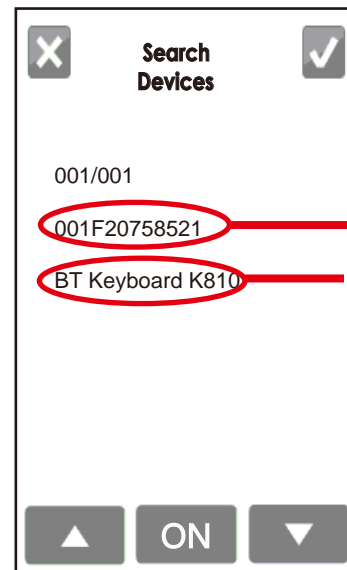 Search
Devices
001/001
001F20758521
BT Keyboard K810
ON